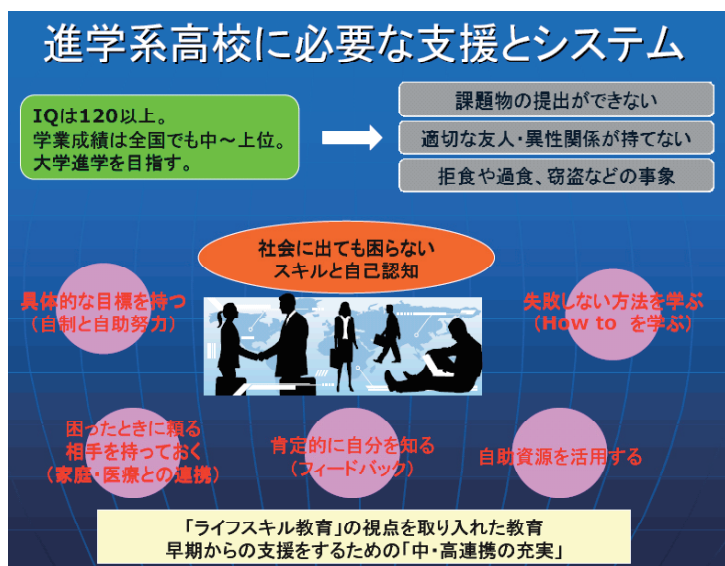 進学系高校に必要な支援とシステム
IQは120以上。
学業成績は全国でも中～上位。
大学進学を目指す。
課題物の提出ができない
適切な友人・異性関係が持てない
拒食や過食、窃盗などの事象
社会に出ても困らない
スキルと自己認知
具体的な目標を持つ
（自制と自助努力）
失敗しない方法を学ぶ
（How to を学ぶ）
困ったときに頼る
相手を持っておく
（家庭・医療との連携）
肯定的に自分を知る
（フィードバック）
自助資源を活用する
「ライフスキル教育」の視点を取り入れた教育
早期からの支援をするための「中・高連携の充実」